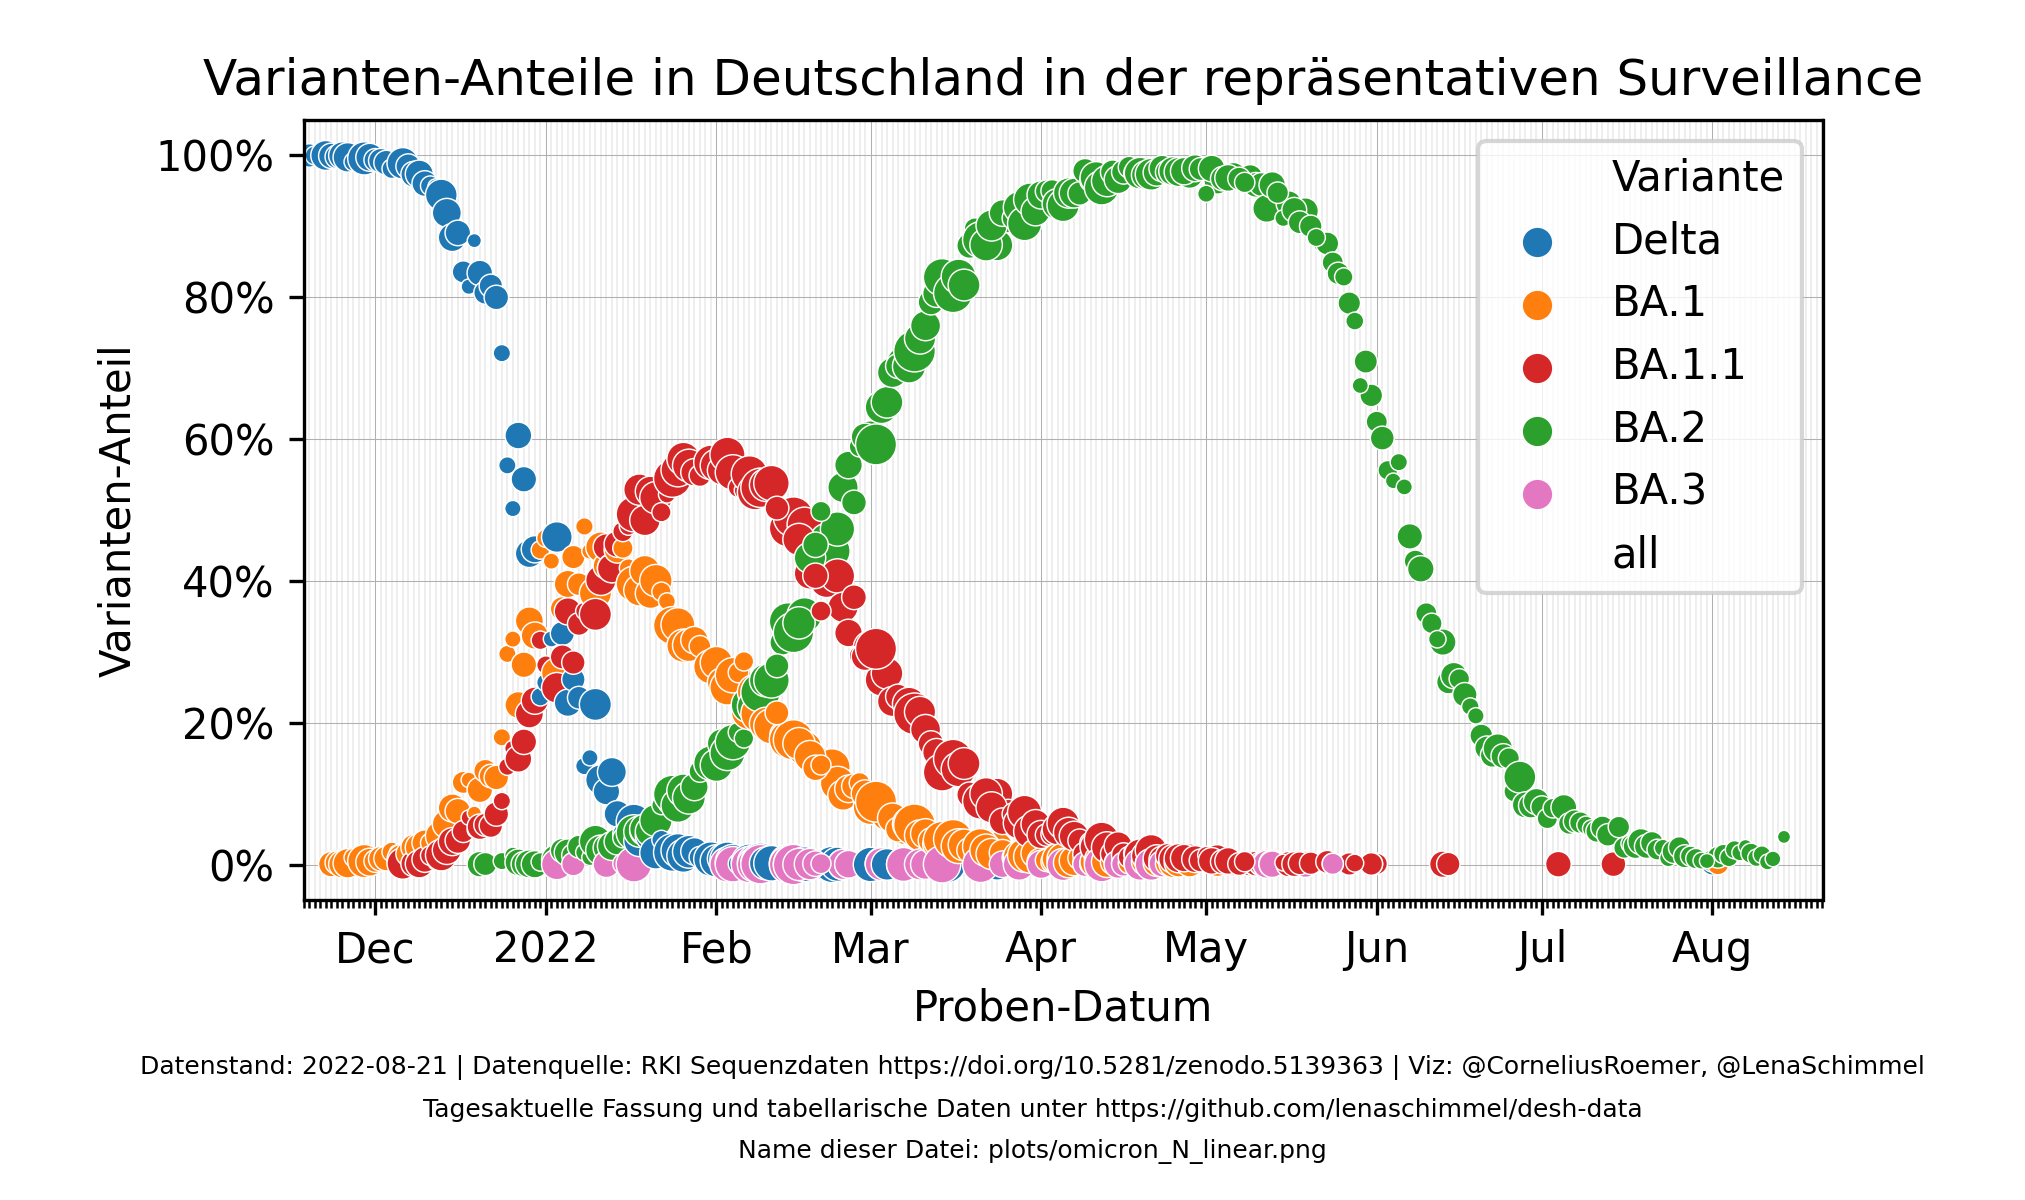 Varianten-Anteile in Deutschland in der repräsentativen Surveillance
Varianten-Anteil
100%
80%
60%
40%
20%
0%
Variante
Delta
BA.1
BA.1.1
BA.2
BA.3
all
Dec 2022 Feb Mar Apr May Jun Jul Aug
Proben-Datum
Datenstand: 2022-08-21 | Datenquelle: RKI Sequenzdaten https://doi.org/10.5281/zenodo.5139363 | Viz: @CorneliusRoemer, @LenaSchimmel
Tagesaktuelle Fassung und tabellarische Daten unter https://github.com/lenaschimmel/desh-data
Name dieser Datei: plots/omicron_N_linear.png